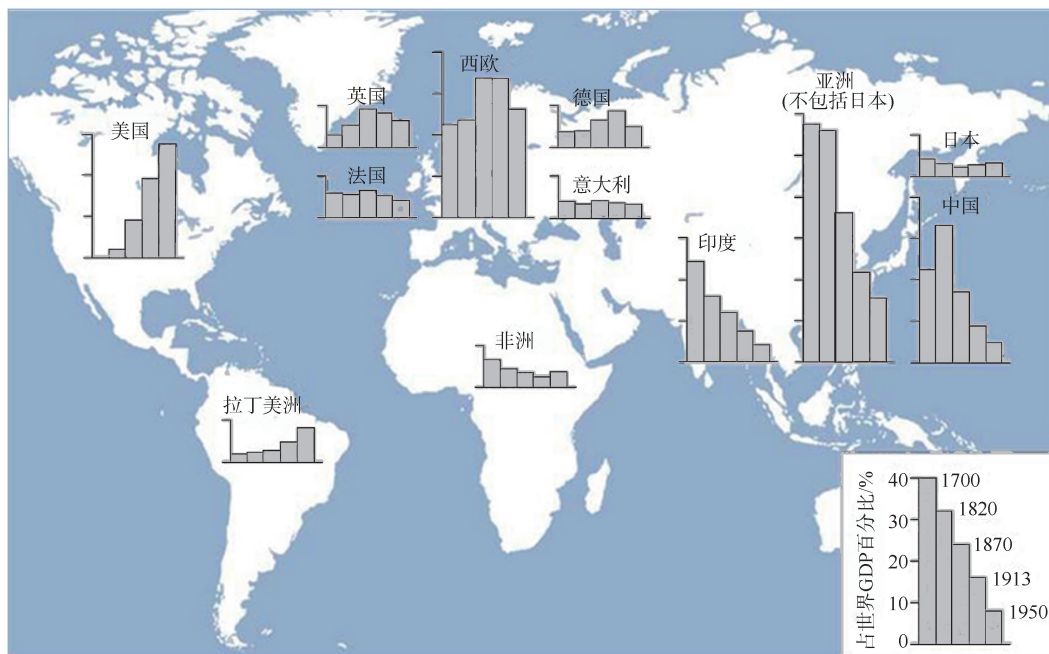 美国
英国
法国
西欧
德国
意大利
亚洲
(不包括日本)
日本
中国
印度
非洲
拉丁美洲
占世界GDP百分比/%
40
30
20
10
0
1700
1820
1870
1913
1950